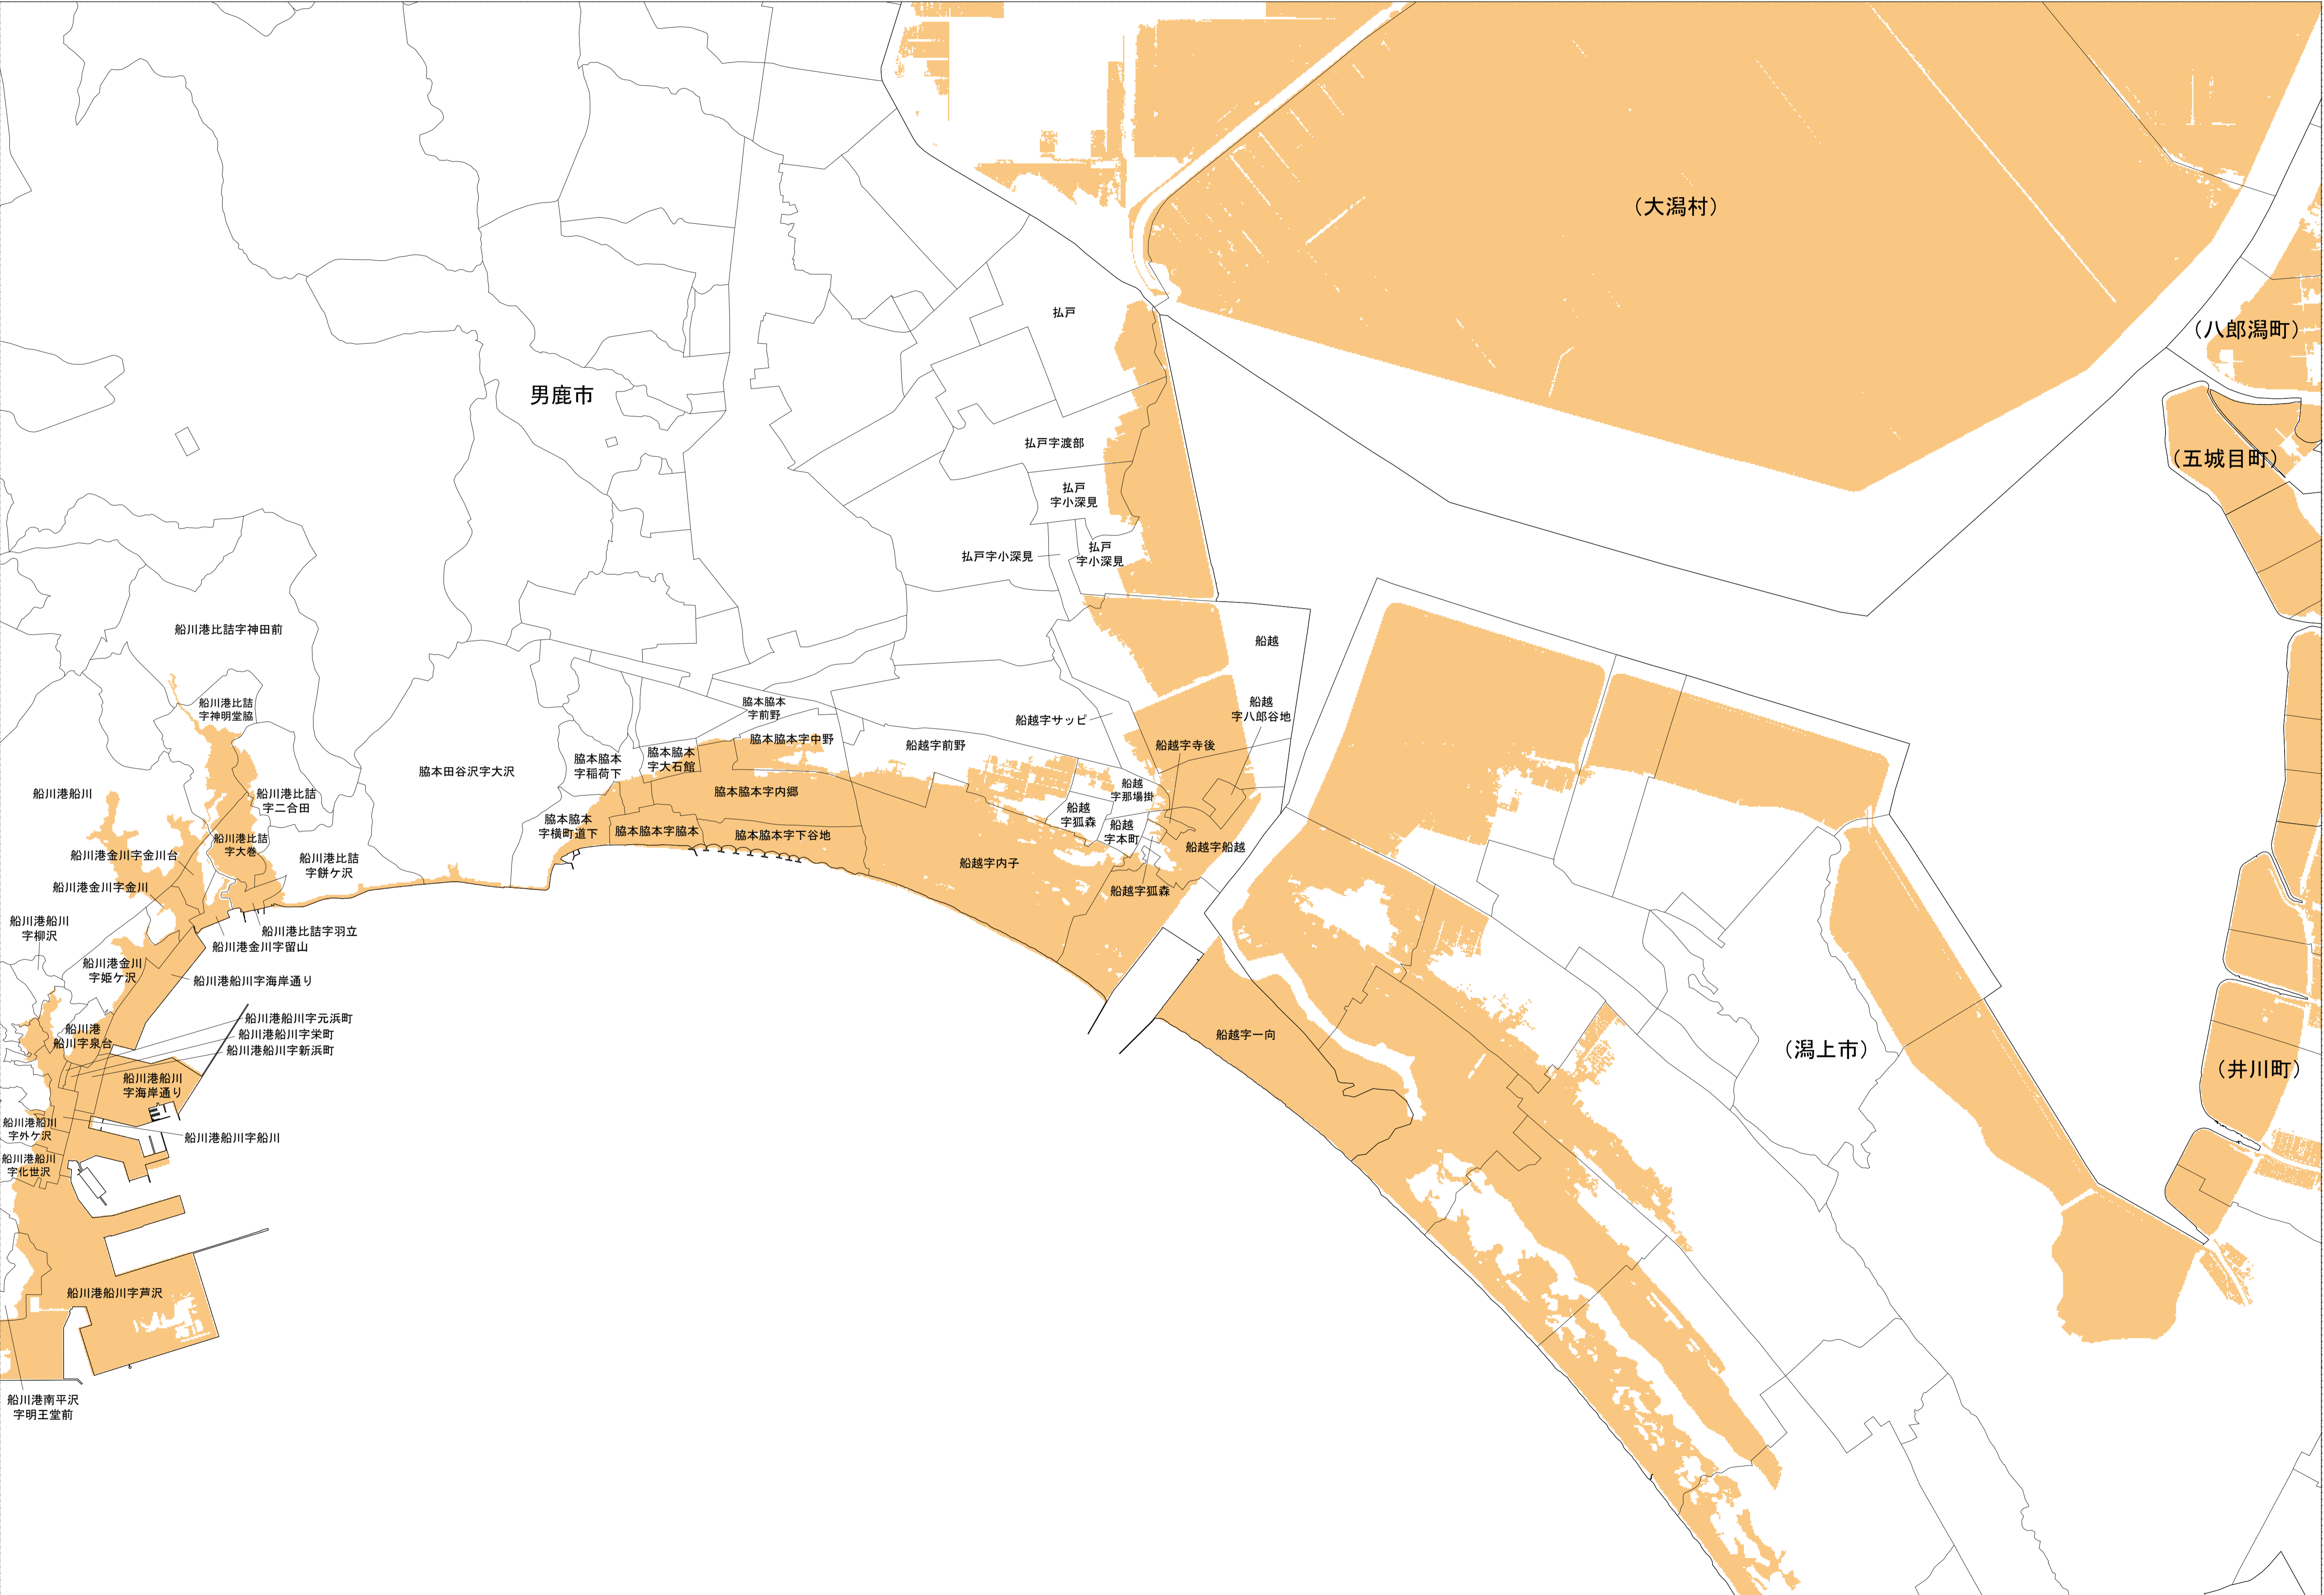 （大潟村）
払戸
（八郎潟町）
男鹿市
払戸字渡部
（五城目町）
払戸
字小深見
払戸字小深見
払戸
字小深見
船川港比詰字神田前
船越
船川港比詰
字神明堂脇
脇本脇本
字前野
船越字サッピ
船越
字八郎谷地
脇本脇本字中野
船越字前野
船越字寺後
脇本脇本
字大石館
脇本脇本
字稲荷下
脇本田谷沢字大沢
船川港船川
船川港比詰
字二合田
脇本脇本字内郷
船越
字那場掛
船越
字狐森
脇本脇本
字横町道下
脇本脇本字脇本
脇本脇本字下谷地
船越
字本町
船川港比詰
字大巻
船越字船越
船川港金川字金川台
船川港比詰
字餅ケ沢
船越字内子
船川港金川字金川
船越字狐森
船川港船川
字柳沢
船川港比詰字羽立
船川港金川字留山
船川港金川
字姫ケ沢
船川港船川字海岸通り
船川港船川字元浜町
船川港
船川字泉台
船川港船川字栄町
船川港船川字新浜町
船越字一向
（潟上市）
（井川町）
船川港船川
字海岸通り
船川港船川
字外ケ沢
船川港船川字船川
船川港船川
字化世沢
船川港船川字芦沢
船川港南平沢
字明王堂前